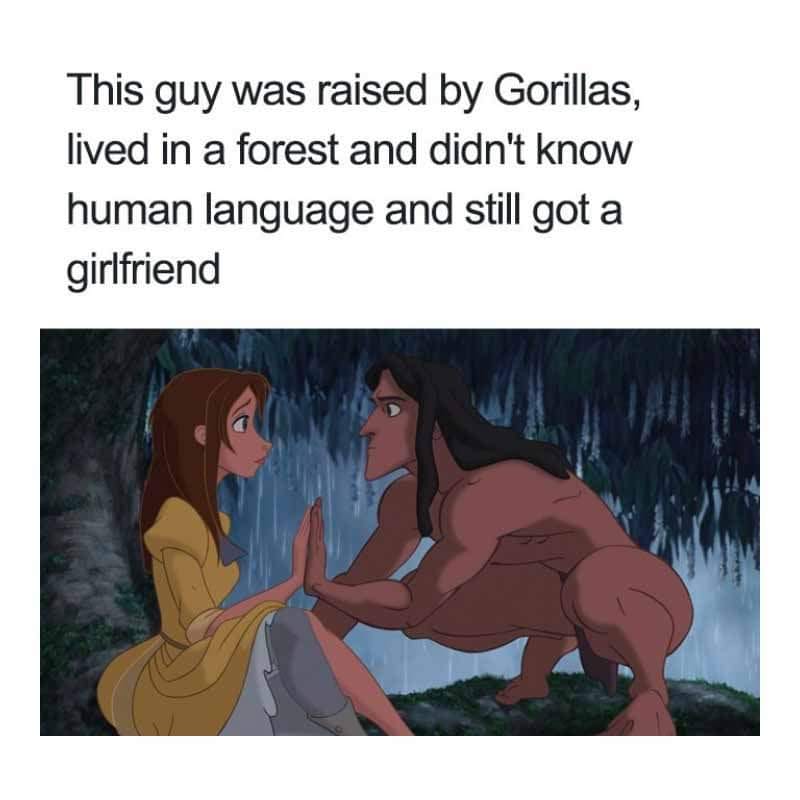 This guy was raised by Gorillas,
lived in a forest and didn't know
human language and still got a
girlfriend